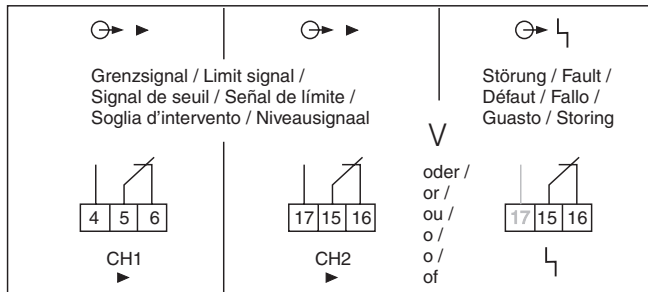 Grenzsignal / Limit signal /
Signal de seuil / Señal de límite /
Soglia d'intervento / Niveausignaal
Störung / Fault /
Défaut / Fallo /
Guasto / Storing
V
oder /
or /
ou /
o /
o /
of
4 5 6
CH1
17 15 16
CH2
17 15 16